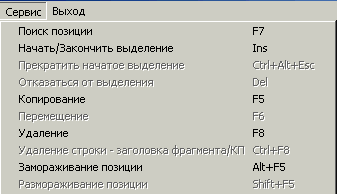 Сервис Выход
Поиск позиции F7
Начать/Закончить выделение Ins
Прекратить начатое выделение Ctrl+Alt+Esc
Отказаться от выделения Del
Копирование F5
Перемещение F6
Удаление F8
Удаление строки - заголовка фрагмента/КП Ctrl+F8
Замораживание позиции Alt+F5
Размораживание позиции Shift+F5